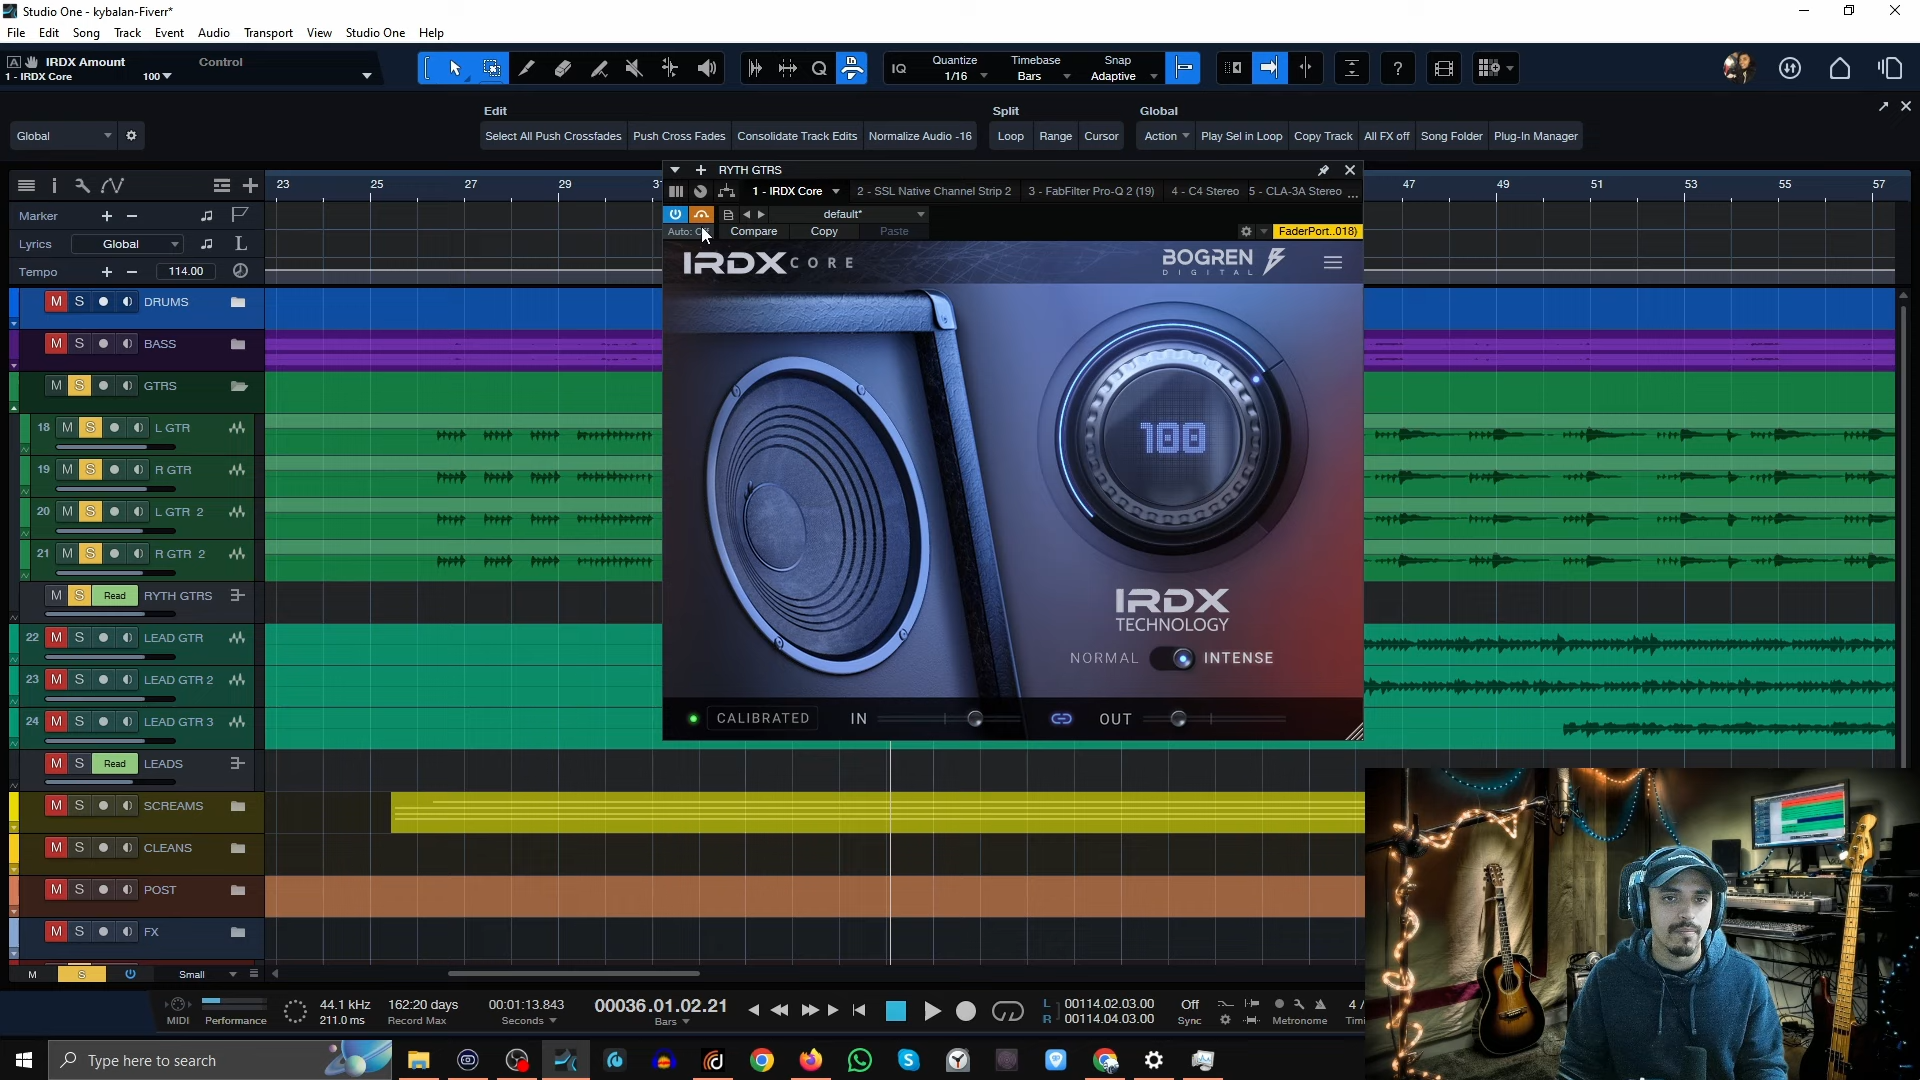 Studio One - kybalan-Fiverr*
File Edit Song Track Event Audio Transport View Studio One Help
A IRDX Amount Control
1 - IRDX Core 100
IQ Quantize 1/16 Timebase Bars Snap Adaptive ?
Edit Split Global
Global Select All Push Crossfades Push Cross Fades Consolidate Track Edits Normalize Audio -16 Loop Range Cursor Action Play Sel in Loop Copy Track All FX off Song Folder Plug-In Manager
RYTH GTRS
23 25 27 29 47 49 51 53 55 57
1 - IRDX Core 2 - SSL Native Channel Strip 2 3 - FabFilter Pro-Q 2 (19) 4 - C4 Stereo 5 - CLA-3A Stereo ...
Marker
default*
Auto: Compare Copy Paste FaderPort..018)
Lyrics Global L
Tempo 114.00
IRDX CORE
BOGREN DIGITAL
100
IRDX
TECHNOLOGY
NORMAL INTENSE
CALIBRATED IN OUT
M S DRUMS
M S BASS
M S GTRS
18 M S L GTR
19 M S R GTR
20 M S L GTR 2
21 M S R GTR 2
M S Read RYTH GTRS
22 M S LEAD GTR
23 M S LEAD GTR 2
24 M S LEAD GTR 3
M S Read LEADS
M S SCREAMS
M S CLEANS
M S POST
M S FX
M S Small
MIDI Performance
44.1 kHz
211.0 ms
162:20 days
Record Max
00:01:13.843
Seconds
00036.01.02.21
Bars
L 00114.02.03.00
R 00114.04.03.00
Off
Sync
Metronome
4 /
Timi
Type here to search